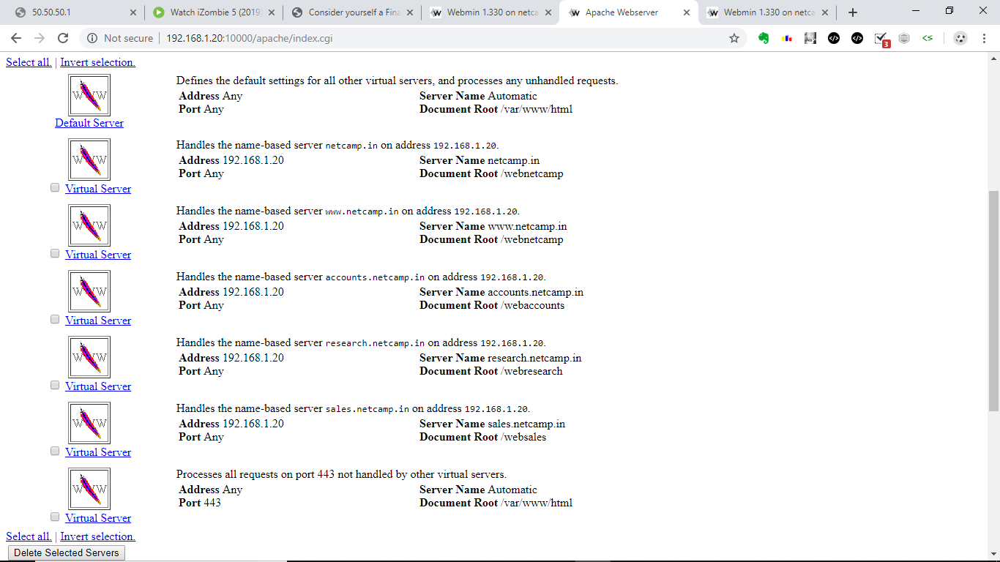 50.50.50.1
Watch iZombie 5 (2019)
Consider yourself a Fina
Webmin 1.330 on netca
Apache Webserver
Webmin 1.330 on netca
Not secure | 192.168.1.20:10000/apache/index.cgi
3
Select all. | Invert selection.
WWW
Default Server
Defines the default settings for all other virtual servers, and processes any unhandled requests.
Address Any Server Name Automatic
Port Any Document Root /var/www/html
WWW
Virtual Server
Handles the name-based server netcamp.in on address 192.168.1.20.
Address 192.168.1.20 Server Name netcamp.in
Port Any Document Root /webnetcamp
WWW
Virtual Server
Handles the name-based server www.netcamp.in on address 192.168.1.20.
Address 192.168.1.20 Server Name www.netcamp.in
Port Any Document Root /webnetcamp
WWW
Virtual Server
Handles the name-based server accounts.netcamp.in on address 192.168.1.20.
Address 192.168.1.20 Server Name accounts.netcamp.in
Port Any Document Root /webaccounts
WWW
Virtual Server
Handles the name-based server research.netcamp.in on address 192.168.1.20.
Address 192.168.1.20 Server Name research.netcamp.in
Port Any Document Root /webresearch
WWW
Virtual Server
Handles the name-based server sales.netcamp.in on address 192.168.1.20.
Address 192.168.1.20 Server Name sales.netcamp.in
Port Any Document Root /websales
WWW
Virtual Server
Processes all requests on port 443 not handled by other virtual servers.
Address Any Server Name Automatic
Port 443 Document Root /var/www/html
Select all. | Invert selection.
Delete Selected Servers